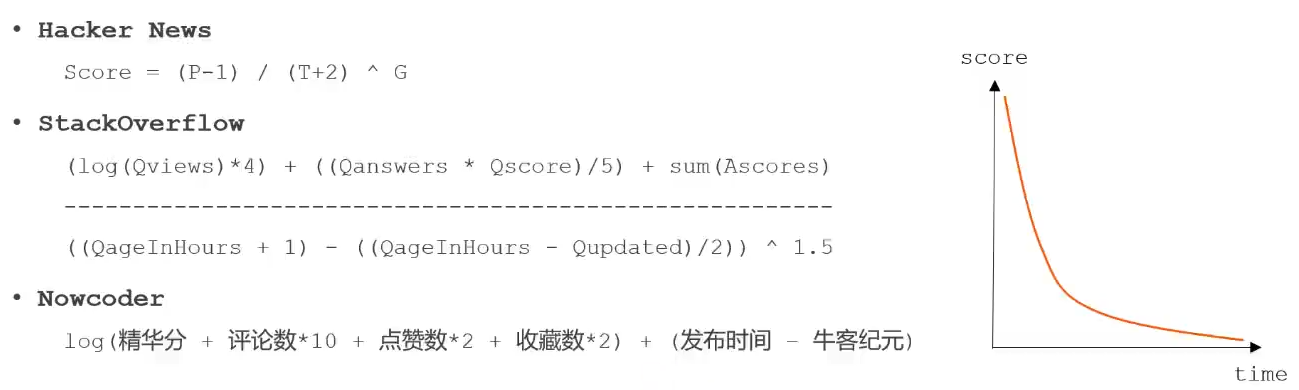 • Hacker News
Score = (P-1) / (T+2) ^ G
• StackOverflow
(log(Qviews)*4) + ((Qanswers * Qscore)/5) + sum(Ascores)
--------------------------------------------------------
((QageInHours + 1) - ((QageInHours - Qupdated)/2)) ^ 1.5
• Nowcoder
log(精华分 + 评论数*10 + 点赞数*2 + 收藏数*2) + (发布时间 – 牛客纪元)
score
time